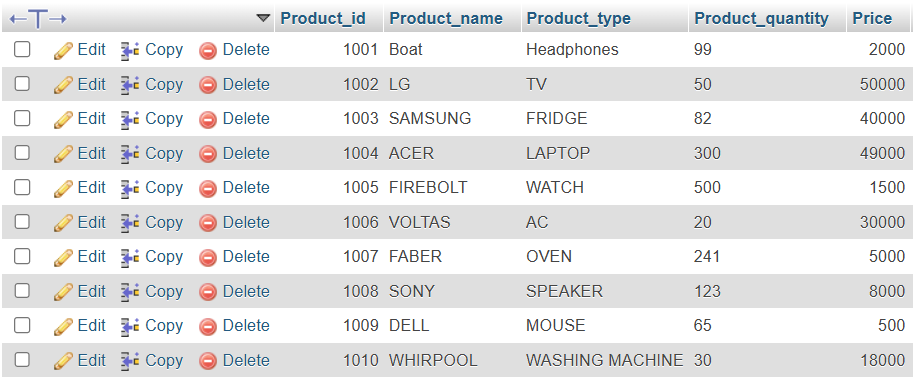 Product_id Product_name Product_type Product_quantity Price
Edit Copy Delete 1001 Boat Headphones 99 2000
Edit Copy Delete 1002 LG TV 50 50000
Edit Copy Delete 1003 SAMSUNG FRIDGE 82 40000
Edit Copy Delete 1004 ACER LAPTOP 300 49000
Edit Copy Delete 1005 FIREBOLT WATCH 500 1500
Edit Copy Delete 1006 VOLTAS AC 20 30000
Edit Copy Delete 1007 FABER OVEN 241 5000
Edit Copy Delete 1008 SONY SPEAKER 123 8000
Edit Copy Delete 1009 DELL MOUSE 65 500
Edit Copy Delete 1010 WHIRPOOL WASHING MACHINE 30 18000